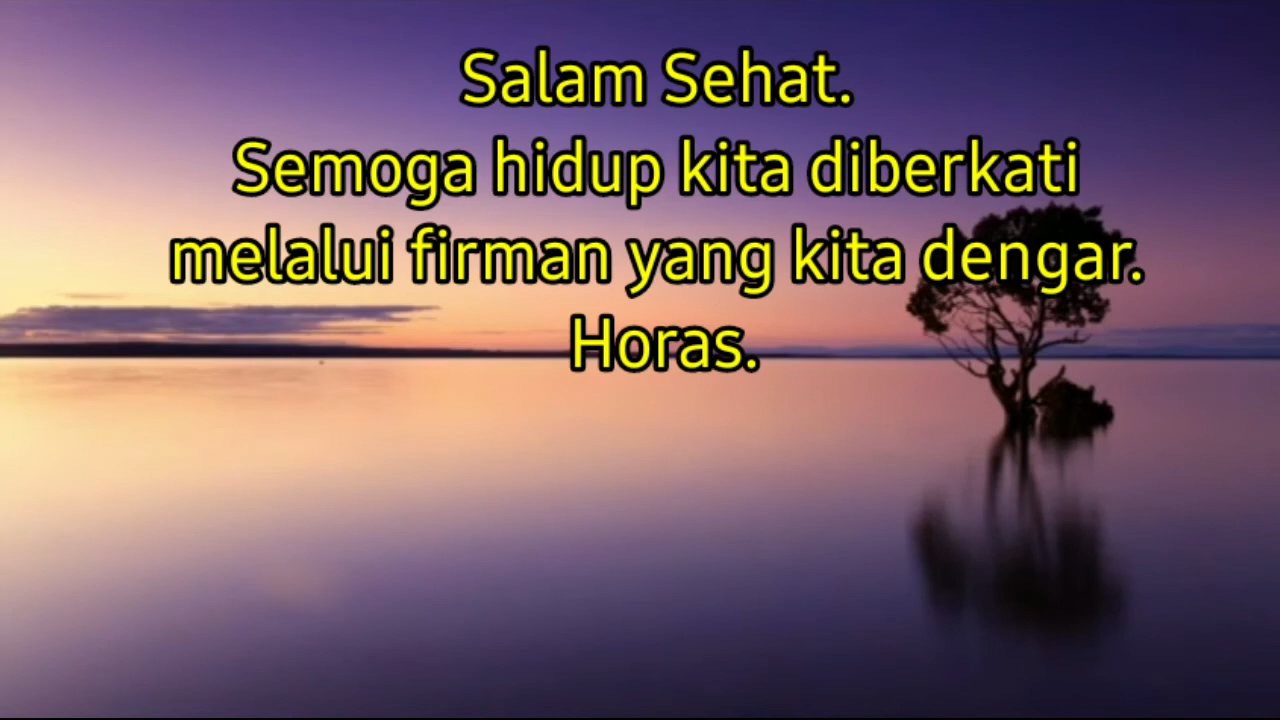 Salam Sehat.
Semoga hidup kita diberkati
melalui firman yang kita dengar.
Horas.